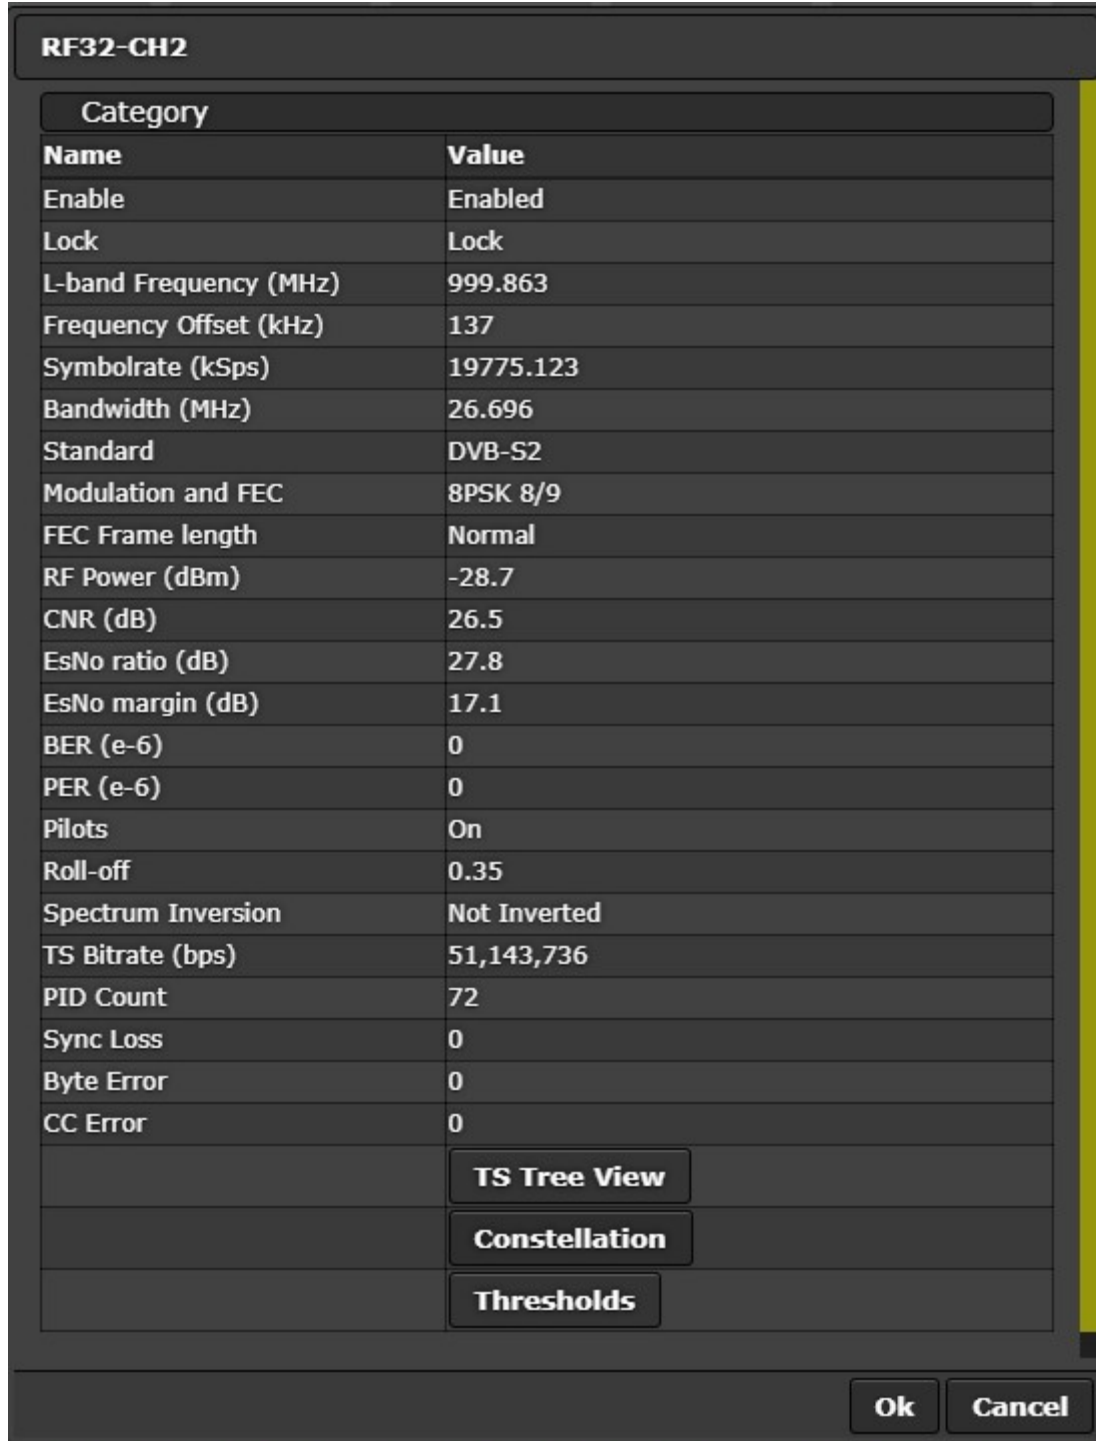 RF32-CH2
Category
Name Value
Enable Enabled
Lock Lock
L-band Frequency (MHz) 999.863
Frequency Offset (kHz) 137
Symbolrate (kSps) 19775.123
Bandwidth (MHz) 26.696
Standard DVB-S2
Modulation and FEC 8PSK 8/9
FEC Frame length Normal
RF Power (dBm) -28.7
CNR (dB) 26.5
EsNo ratio (dB) 27.8
EsNo margin (dB) 17.1
BER (e-6) 0
PER (e-6) 0
Pilots On
Roll-off 0.35
Spectrum Inversion Not Inverted
TS Bitrate (bps) 51,143,736
PID Count 72
Sync Loss 0
Byte Error 0
CC Error 0
TS Tree View
Constellation
Thresholds
Ok Cancel